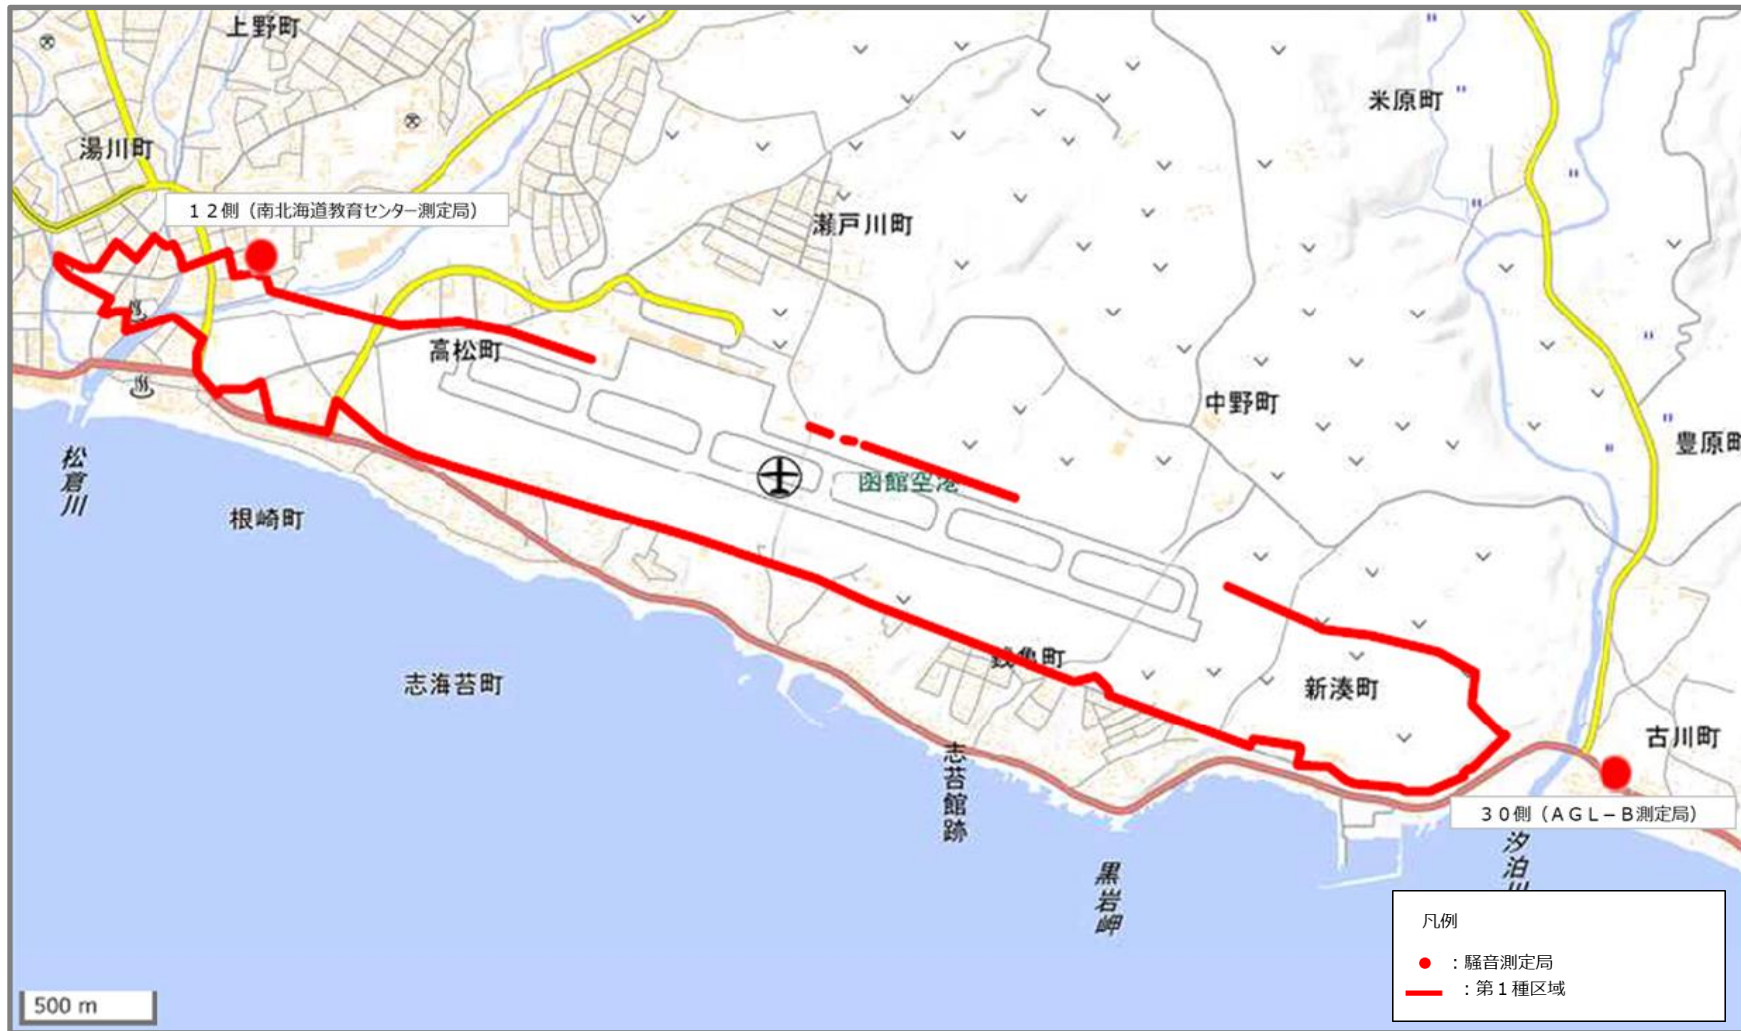 上野町
米原町
湯川町
12側(南北海道教育センター測定局)
瀬戸川町
高松町
中野町
豊原町
松倉川
函館空港
根崎町
銭亀町
志海苔町
新湊町
古川町
志苔館跡
30側(AGL-B測定局)
汐泊川
黒岩岬
凡例
:騒音測定局
:第1種区域
500 m